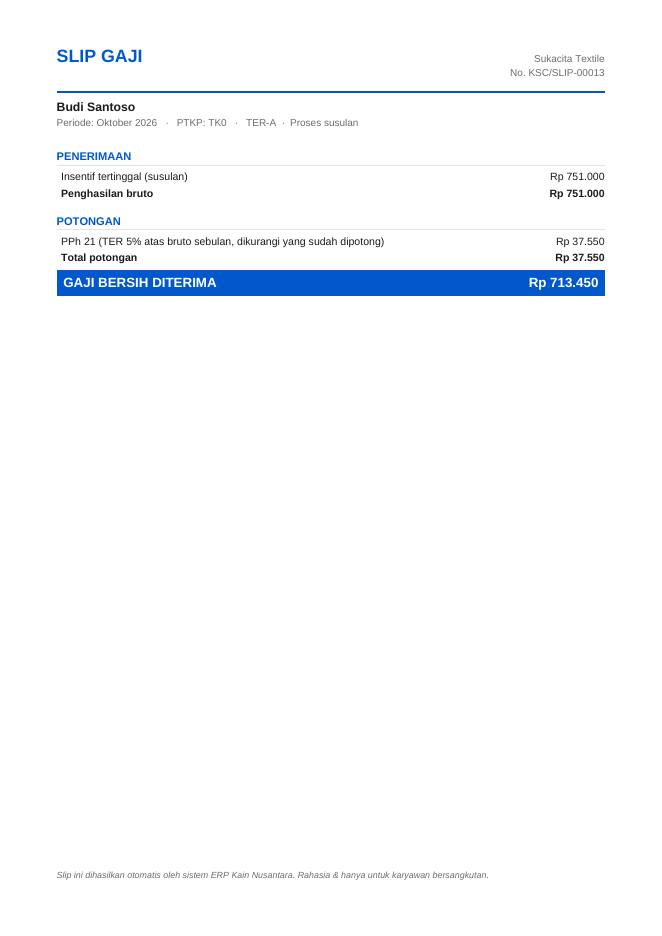 SLIP GAJI
Sukacita Textile
No. KSC/SLIP-00013
Budi Santoso
Periode: Oktober 2026 · PTKP: TK0 · TER-A · Proses susulan
PENERIMAAN
Insentif tertinggal (susulan) Rp 751.000
Penghasilan bruto Rp 751.000
POTONGAN
PPh 21 (TER 5% atas bruto sebulan, dikurangi yang sudah dipotong) Rp 37.550
Total potongan Rp 37.550
GAJI BERSIH DITERIMA Rp 713.450
Slip ini dihasilkan otomatis oleh sistem ERP Kain Nusantara. Rahasia & hanya untuk karyawan bersangkutan.